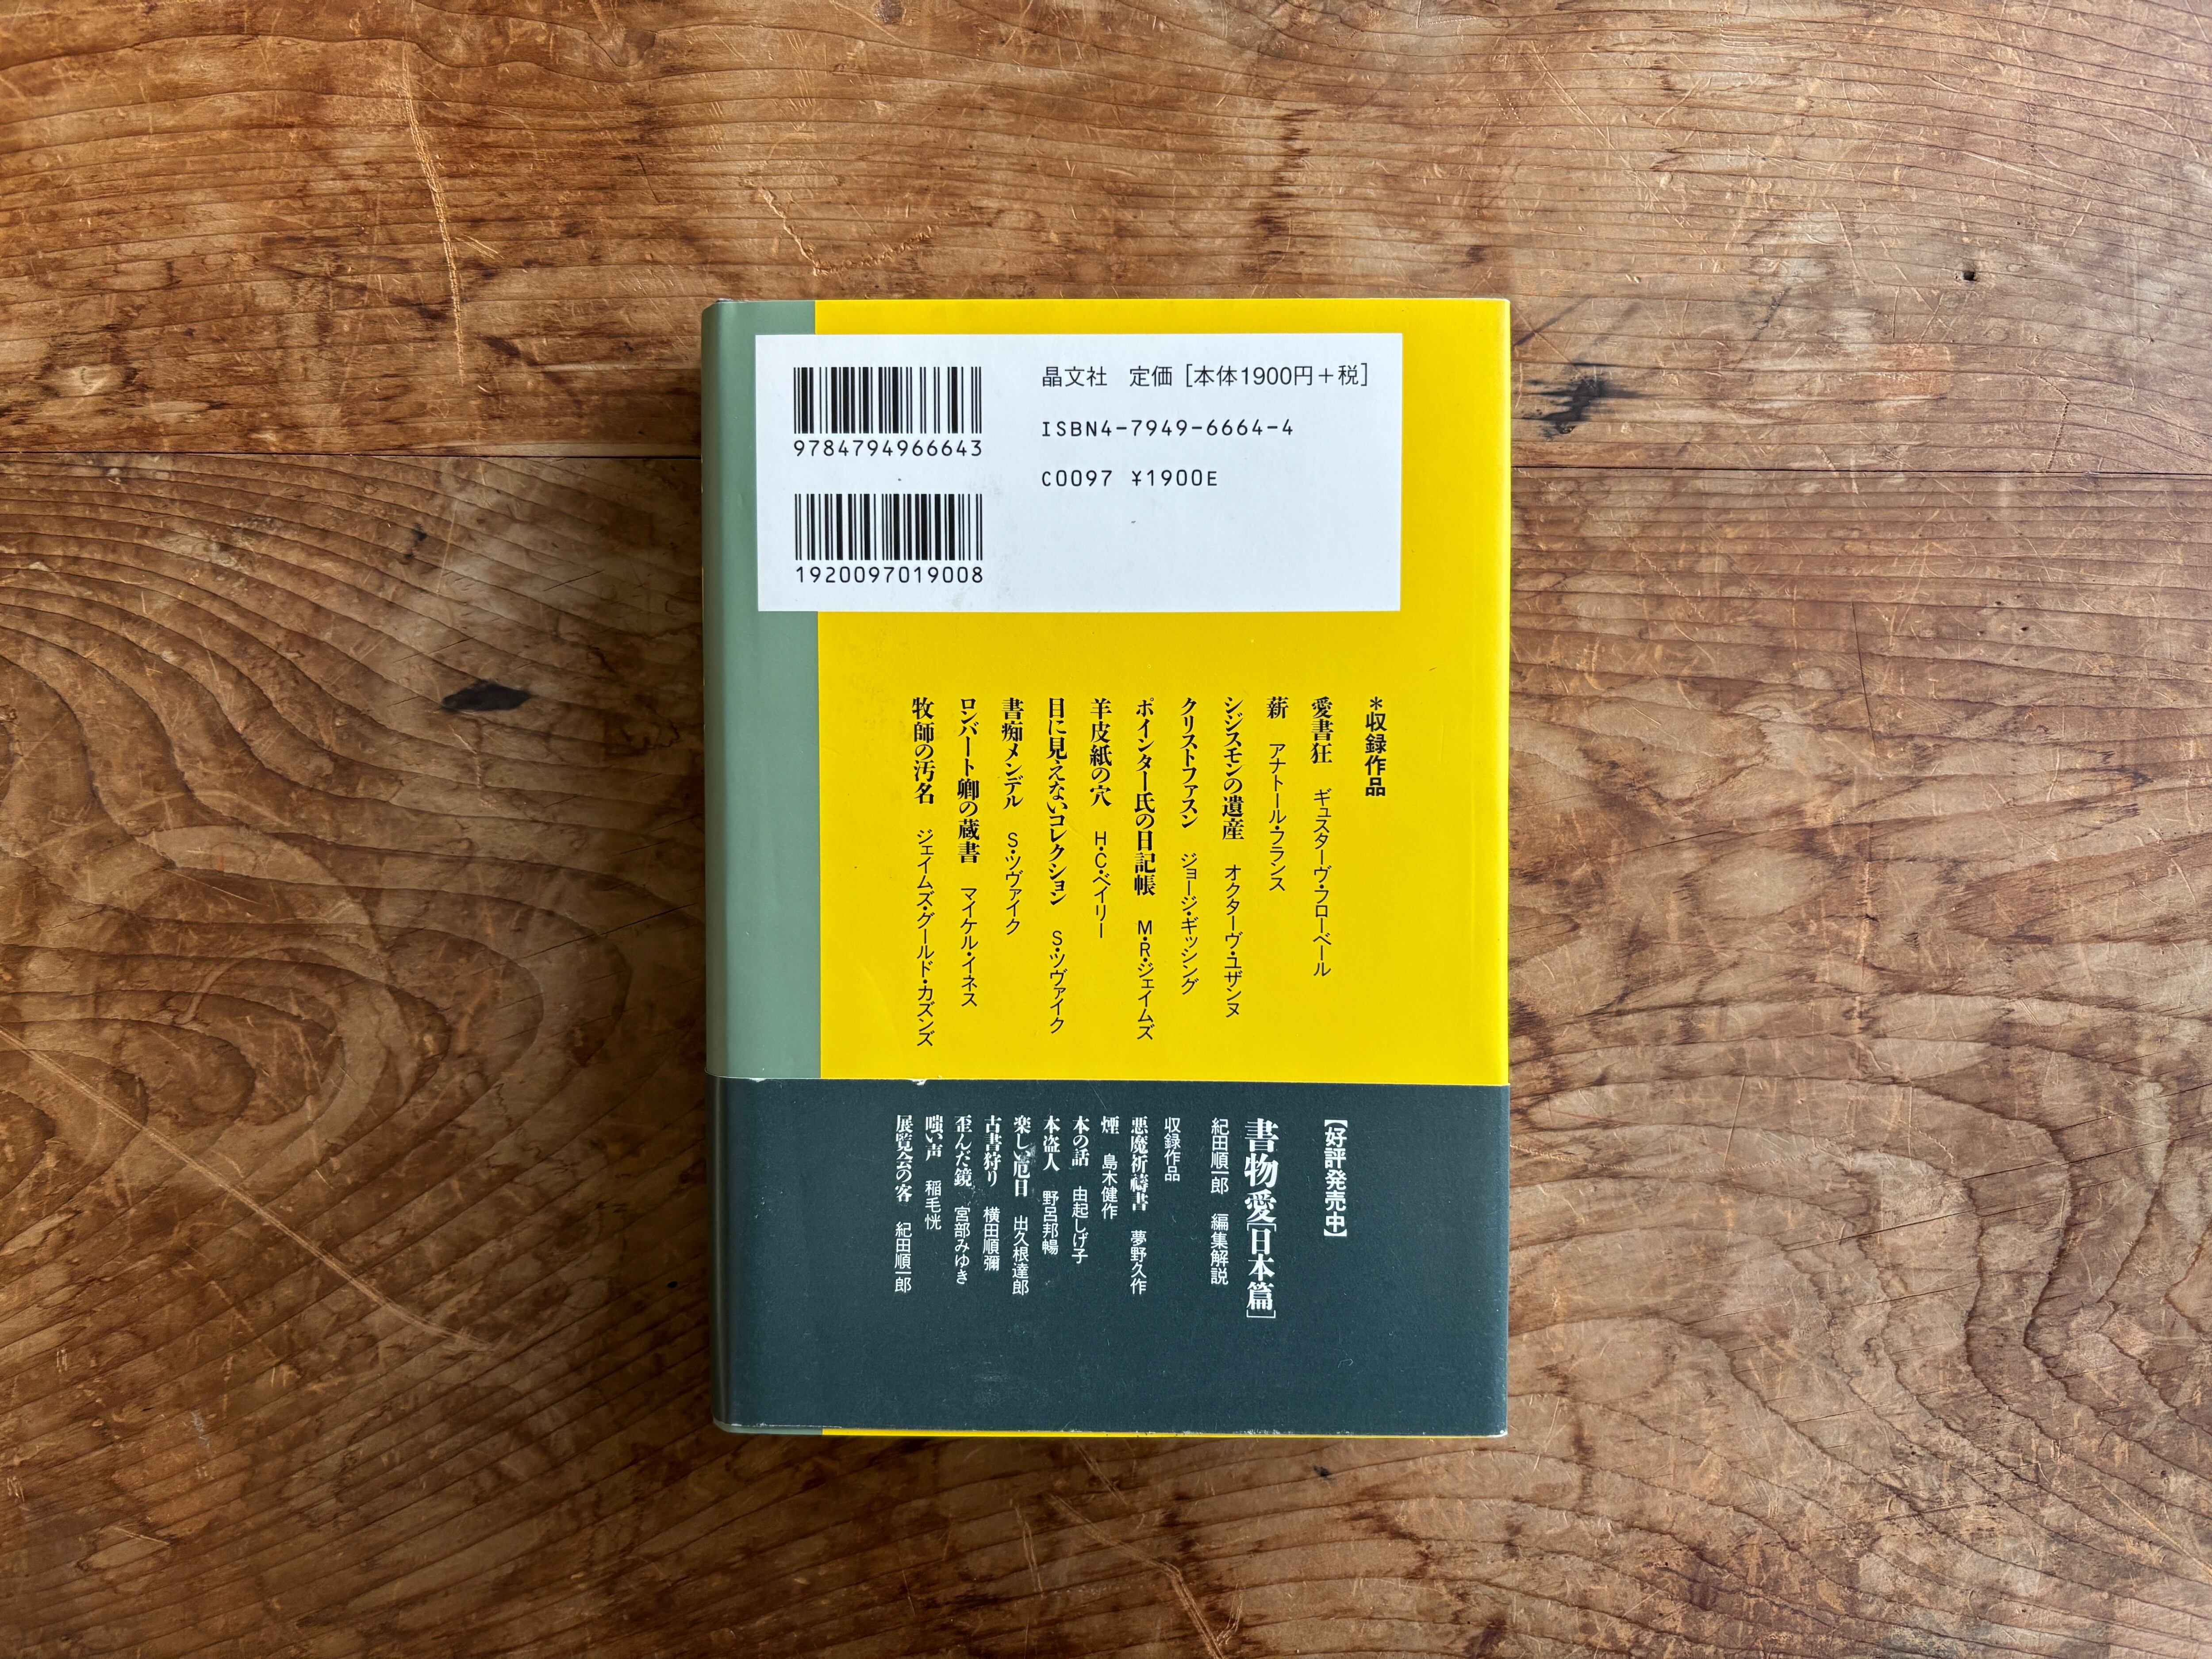 9784794966643
1920097019008
晶文社　定価［本体1900円＋税］
ISBN4-7949-6664-4
C0097 ¥1900E
＊収録作品
愛書狂　ギュスターヴ・フローベール
薪　アナトール・フランス
シジスモンの遺産　オクターヴ・ユザンヌ
クリストファスン　ジョージ・ギッシング
ポインター氏の日記帳　M・R・ジェイムズ
羊皮紙の穴　H・C・ベイリー
目に見えないコレクション　S・ツヴァイク
書痴メンデル　S・ツヴァイク
ロンバート卿の蔵書　マイケル・イネス
牧師の汚名　ジェイムズ・グールド・カズンズ
【好評発売中】
書物愛［日本篇］
紀田順一郎　編集解説
収録作品
悪魔祈禱書　夢野久作
煙　島木健作
本の話　由起しげ子
本盗人　野呂邦暢
楽しい厄日　出久根達郎
古書狩り　横田順彌
歪んだ鏡　宮部みゆき
嗤い声　稲毛恍
展覧会の客　紀田順一郎